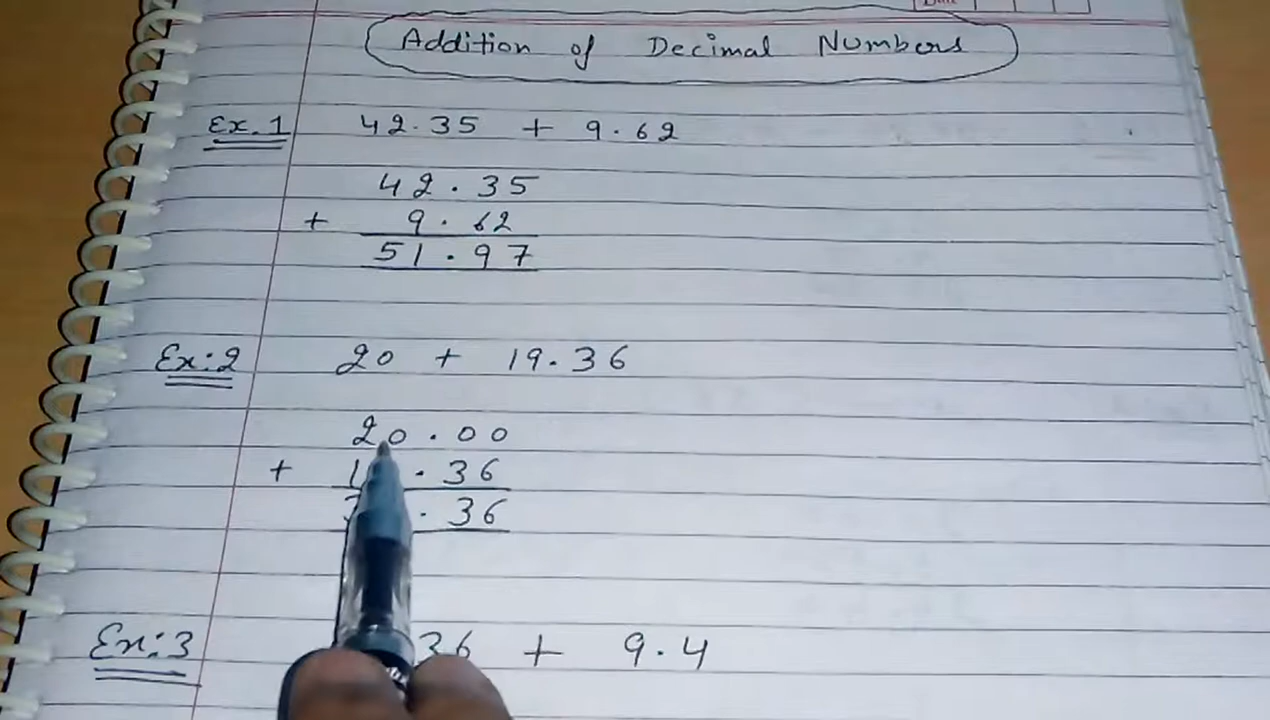 Addition of Decimal Numbers
Ex.1 42.35 + 9.62
42.35
+ 9.62
51.97
Ex:2 20 + 19.36
20.00
+ 1 .36
.36
Ex:3 36 + 9.4